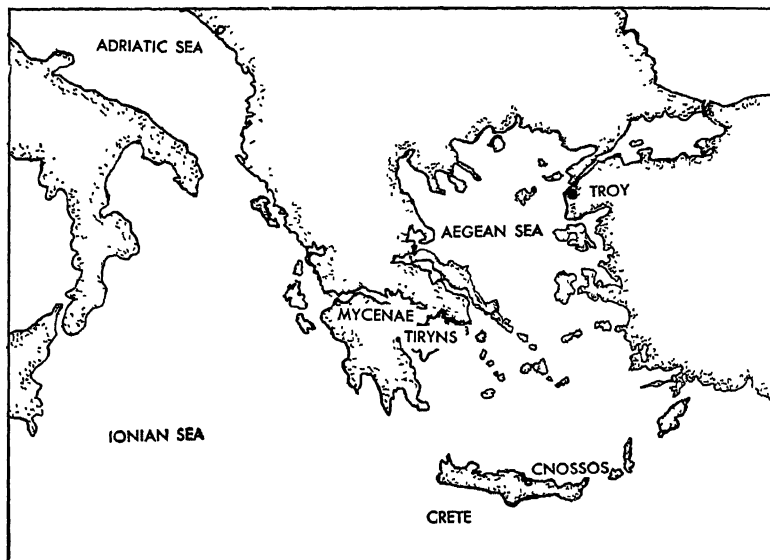 ADRIATIC SEA
TROY
AEGEAN SEA
MYCENAE
TIRYNS
IONIAN SEA
CNOSSOS
CRETE